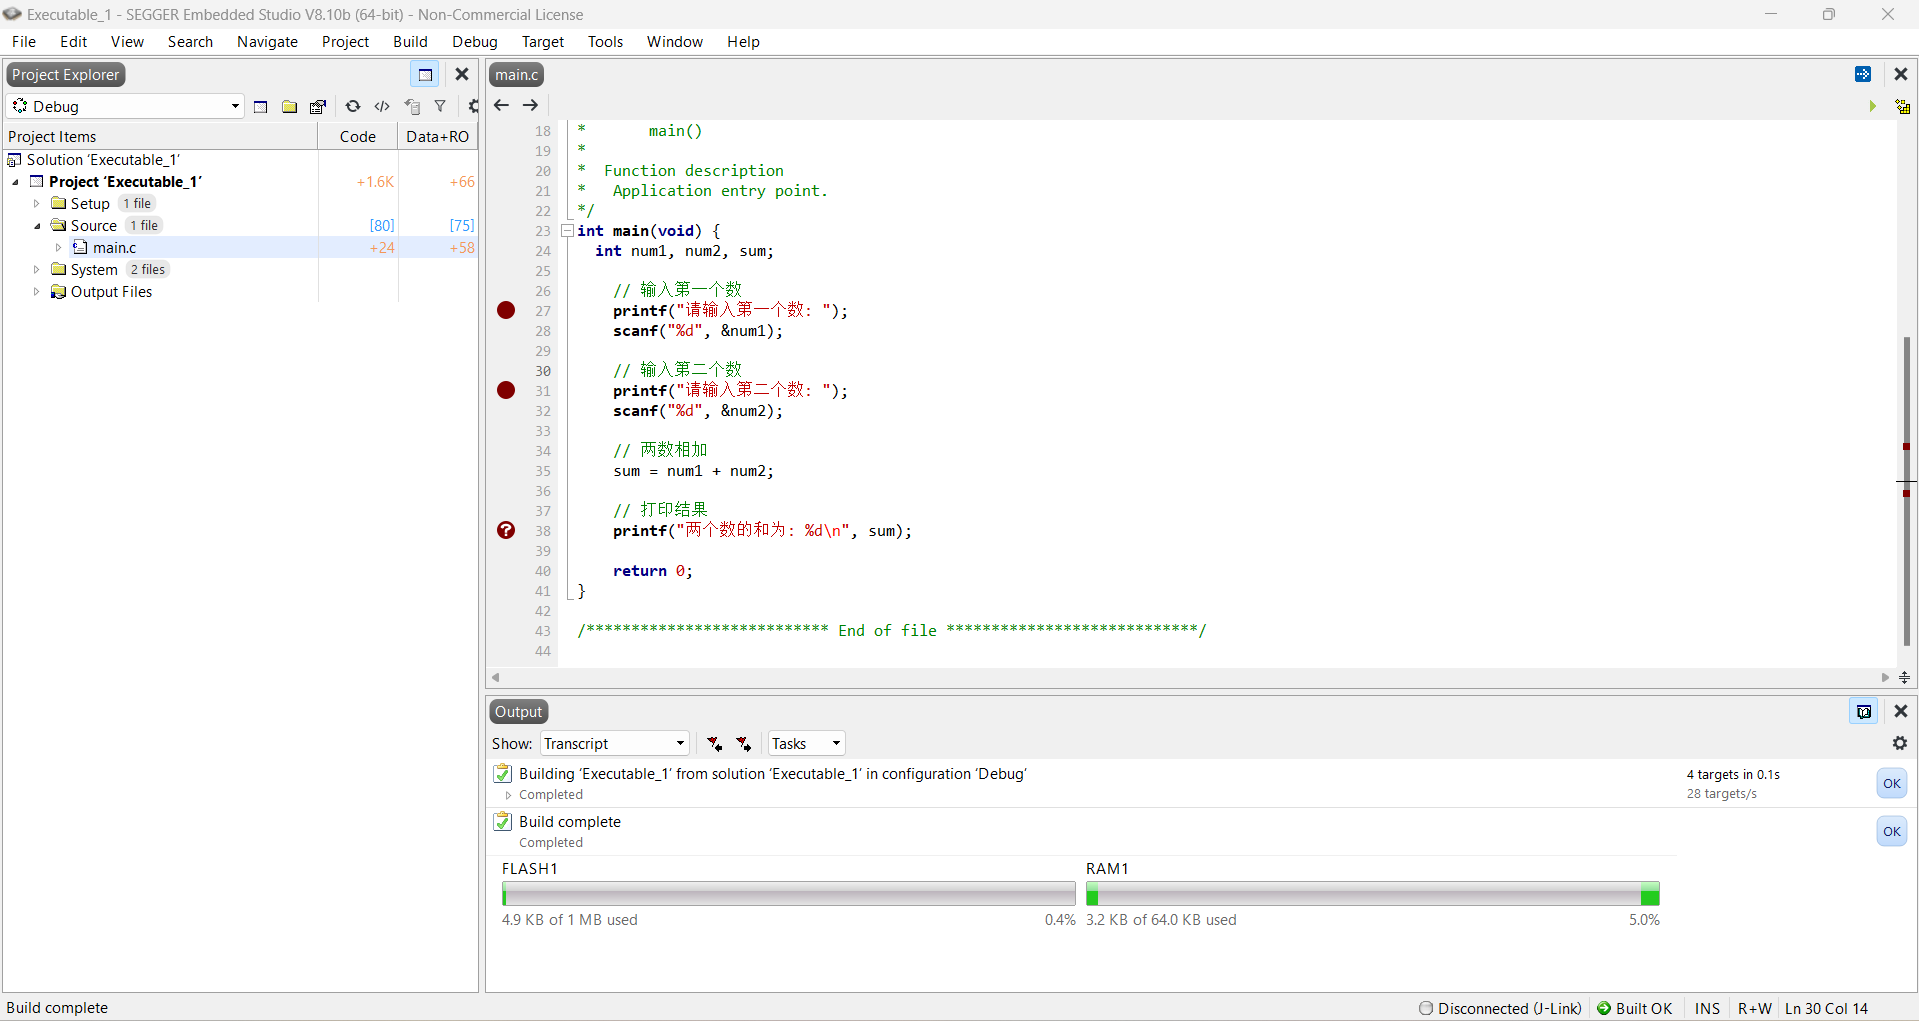 Executable_1 - SEGGER Embedded Studio V8.10b (64-bit) - Non-Commercial License
File Edit View Search Navigate Project Build Debug Target Tools Window Help
Project Explorer
Debug
Project Items Code Data+RO
Solution 'Executable_1'
Project 'Executable_1' +1.6K +66
Setup 1 file
Source 1 file [80] [75]
main.c +24 +58
System 2 files
Output Files
main.c
18 * main()
19 *
20 * Function description
21 * Application entry point.
22 */
23 int main(void) {
24 int num1, num2, sum;
25
26 // 输入第一个数
27 printf("请输入第一个数: ");
28 scanf("%d", &num1);
29
30 // 输入第二个数
31 printf("请输入第二个数: ");
32 scanf("%d", &num2);
33
34 // 两数相加
35 sum = num1 + num2;
36
37 // 打印结果
38 printf("两个数的和为: %d\n", sum);
39
40 return 0;
41 }
42
43 /*************************** End of file ****************************/
44
Output
Show: Transcript Tasks
Building 'Executable_1' from solution 'Executable_1' in configuration 'Debug' 4 targets in 0.1s OK
Completed 28 targets/s
Build complete OK
Completed
FLASH1 RAM1
4.9 KB of 1 MB used 0.4% 3.2 KB of 64.0 KB used 5.0%
Build complete Disconnected (J-Link) Built OK INS R+W Ln 30 Col 14